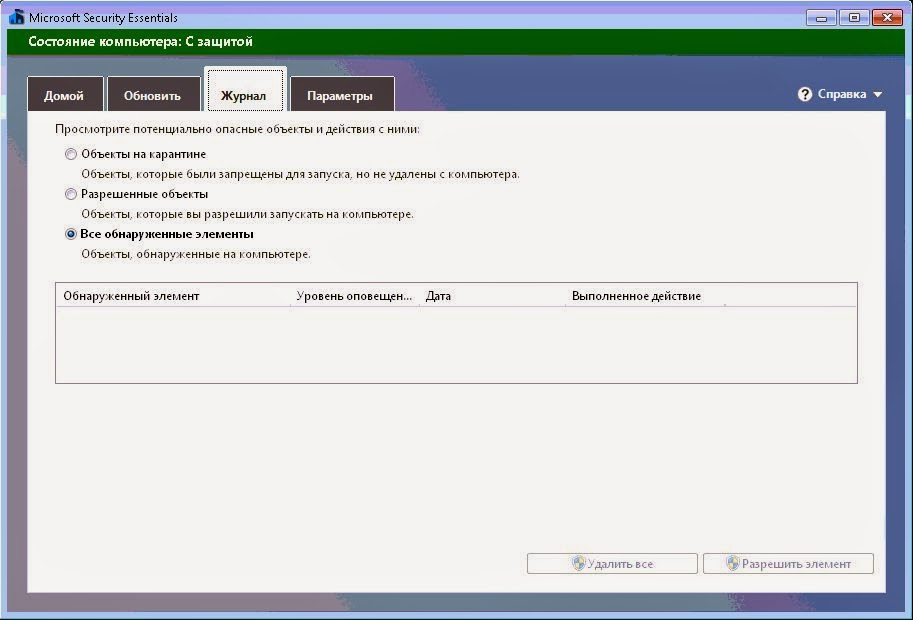 Microsoft Security Essentials
Состояние компьютера: С защитой
Домой
Обновить
Журнал
Параметры
Справка
Просмотрите потенциально опасные объекты и действия с ними:
Объекты на карантине
Объекты, которые были запрещены для запуска, но не удалены с компьютера.
Разрешенные объекты
Объекты, которые вы разрешили запускать на компьютере.
Все обнаруженные элементы
Объекты, обнаруженные на компьютере.
Обнаруженный элемент Уровень оповещен... Дата Выполненное действие
Удалить все
Разрешить элемент